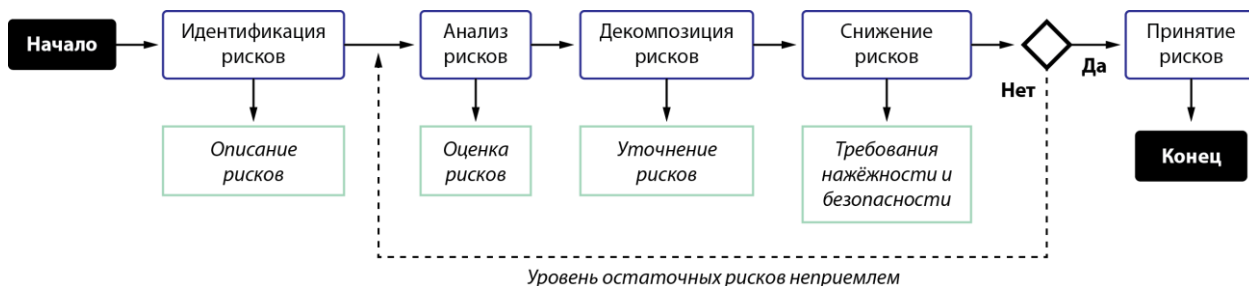 Начало
Идентификация
рисков
Анализ
рисков
Декомпозиция
рисков
Снижение
рисков
Да
Нет
Принятие
рисков
Описание
рисков
Оценка
рисков
Уточнение
рисков
Требования
нажёжности и
безопасности
Конец
Уровень остаточных рисков неприемлем